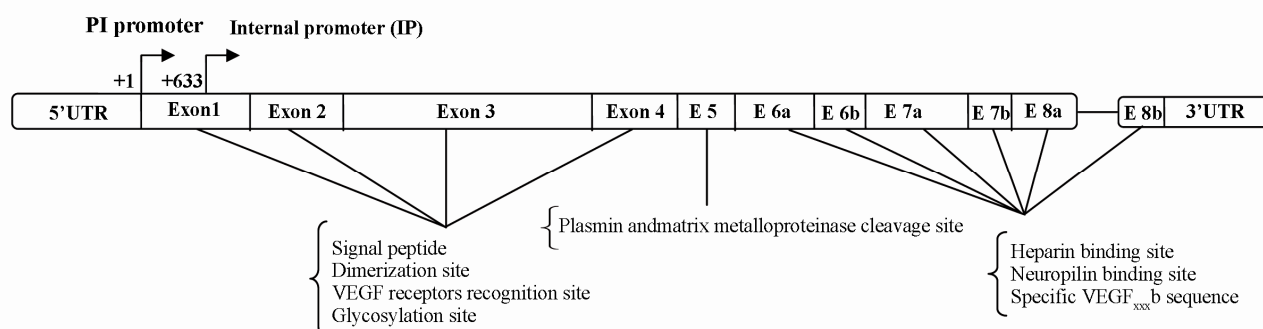 PI promoter
Internal promoter (IP)
+1
+633
5’UTR
Exon1
Exon 2
Exon 3
Exon 4
E 5
E 6a
E 6b
E 7a
E 7b
E 8a
E 8b
3’UTR
Plasmin andmatrix metalloproteinase cleavage site
Signal peptide
Dimerization site
VEGF receptors recognition site
Glycosylation site
Heparin binding site
Neuropilin binding site
Specific VEGFxxxb sequence